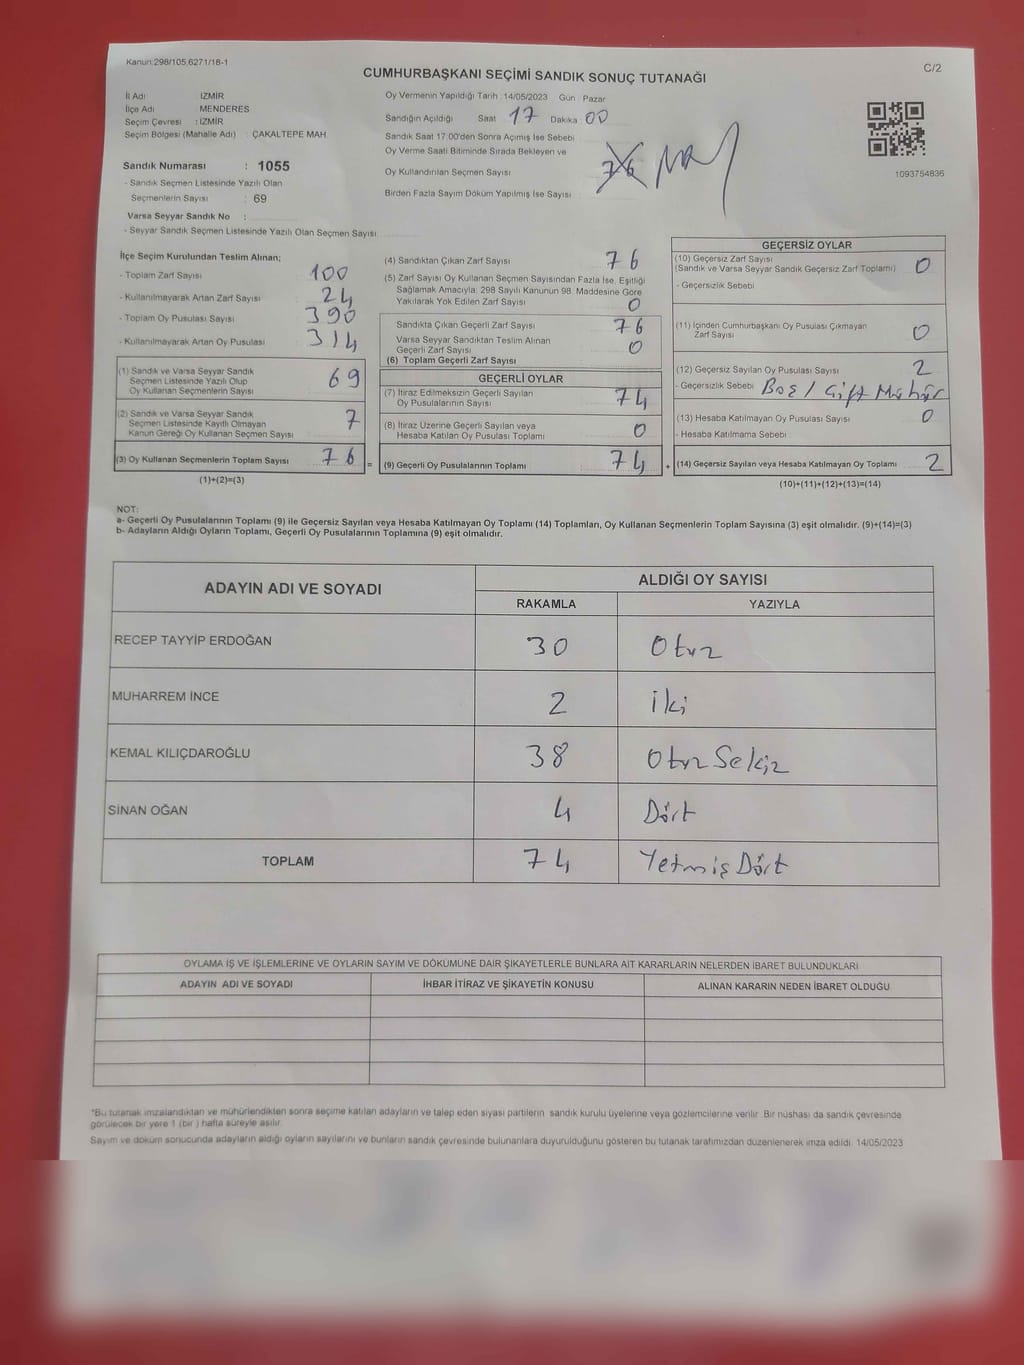 Kanun:298/105,6271/18-1
CUMHURBAŞKANI SEÇİMİ SANDIK SONUÇ TUTANAĞI
C/2
İl Adı İZMİR
İlçe Adı MENDERES
Seçim Çevresi : İZMİR
Seçim Bölgesi (Mahalle Adı) : ÇAKALTEPE MAH.
Sandık Numarası : 1055
- Sandık Seçmen Listesinde Yazılı Olan
Seçmenlerin Sayısı : 69
Varsa Seyyar Sandık No :
- Seyyar Sandık Seçmen Listesinde Yazılı Olan Seçmen Sayısı
Oy Vermenin Yapıldığı Tarih : 14/05/2023 Gün : Pazar
Sandığın Açıldığı Saat 17 Dakika 00
Sandık Saat 17.00'den Sonra Açımış İse Sebebi
Oy Verme Saati Bitiminde Sırada Bekleyen ve
Oy Kullandırılan Seçmen Sayısı 76
Birden Fazla Sayım Döküm Yapılmış İse Sayısı
1093754836
İlçe Seçim Kurulundan Teslim Alınan;
- Toplam Zarf Sayısı 100
- Kullanılmayarak Artan Zarf Sayısı 24
- Toplam Oy Pusulası Sayısı 390
- Kullanılmayarak Artan Oy Pusulası 314
(1) Sandık ve Varsa Seyyar Sandık
Seçmen Listesinde Yazılı Olup
Oy Kullanan Seçmenlerin Sayısı 69
(2) Sandık ve Varsa Seyyar Sandık
Seçmen Listesinde Kayıtlı Olmayan
Kanun Gereği Oy Kullanan Seçmen Sayısı 7
(3) Oy Kullanan Seçmenlerin Toplam Sayısı 76 =
(1)+(2)=(3)
(4) Sandıktan Çıkan Zarf Sayısı 76
(5) Zarf Sayısı Oy Kullanan Seçmen Sayısından Fazla İse, Eşitliği
Sağlamak Amacıyla; 298 Sayılı Kanunun 98. Maddesine Göre
Yakılarak Yok Edilen Zarf Sayısı 0
Sandıkta Çıkan Geçerli Zarf Sayısı 76
Varsa Seyyar Sandıktan Teslim Alınan
Geçerli Zarf Sayısı 0
(6) Toplam Geçerli Zarf Sayısı
GEÇERLİ OYLAR
(7) İtiraz Edilmeksizin Geçerli Sayılan
Oy Pusulalarının Sayısı 74
(8) İtiraz Üzerine Geçerli Sayılan veya
Hesaba Katılan Oy Pusulası Toplamı 0
(9) Geçerli Oy Pusulalarının Toplamı 74 +
GEÇERSİZ OYLAR
(10) Geçersiz Zarf Sayısı
(Sandık ve Varsa Seyyar Sandık Geçersiz Zarf Toplamı) 0
- Geçersizlik Sebebi
(11) İçinden Cumhurbaşkanı Oy Pusulası Çıkmayan
Zarf Sayısı 0
(12) Geçersiz Sayılan Oy Pusulası Sayısı 2
- Geçersizlik Sebebi Boş / Çift Mühür
(13) Hesaba Katılmayan Oy Pusulası Sayısı 0
- Hesaba Katılmama Sebebi
(14) Geçersiz Sayılan veya Hesaba Katılmayan Oy Toplamı 2
(10)+(11)+(12)+(13)=(14)
NOT:
a- Geçerli Oy Pusulalarının Toplamı (9) ile Geçersiz Sayılan veya Hesaba Katılmayan Oy Toplamı (14) Toplamları, Oy Kullanan Seçmenlerin Toplam Sayısına (3) eşit olmalıdır. (9)+(14)=(3)
b- Adayların Aldığı Oyların Toplamı, Geçerli Oy Pusulalarının Toplamına (9) eşit olmalıdır.
ADAYIN ADI VE SOYADI ALDIĞI OY SAYISI
RAKAMLA YAZIYLA
RECEP TAYYİP ERDOĞAN 30 Otuz
MUHARREM İNCE 2 iki
KEMAL KILIÇDAROĞLU 38 Otuz Sekiz
SİNAN OĞAN 4 Dört
TOPLAM 74 Yetmiş Dört
OYLAMA İŞ VE İŞLEMLERİNE VE OYLARIN SAYIM VE DÖKÜMÜNE DAİR ŞİKAYETLERLE BUNLARA AİT KARARLARIN NELERDEN İBARET BULUNDUKLARI
ADAYIN ADI VE SOYADI İHBAR İTİRAZ VE ŞİKAYETİN KONUSU ALINAN KARARIN NEDEN İBARET OLDUĞU
*Bu tutanak imzalandıktan ve mühürlendikten sonra seçime katılan adayların ve talep eden siyasi partilerin sandık kurulu üyelerine veya gözlemcilerine verilir. Bir nüshası da sandık çevresinde
görülecek bir yere 1 (bir ) hafta süreyle asılır.
Sayım ve döküm sonucunda adayların aldığı oyların sayılarını ve bunların sandık çevresinde bulunanlara duyurulduğunu gösteren bu tutanak tarafımızdan düzenlenerek imza edildi. 14/05/2023